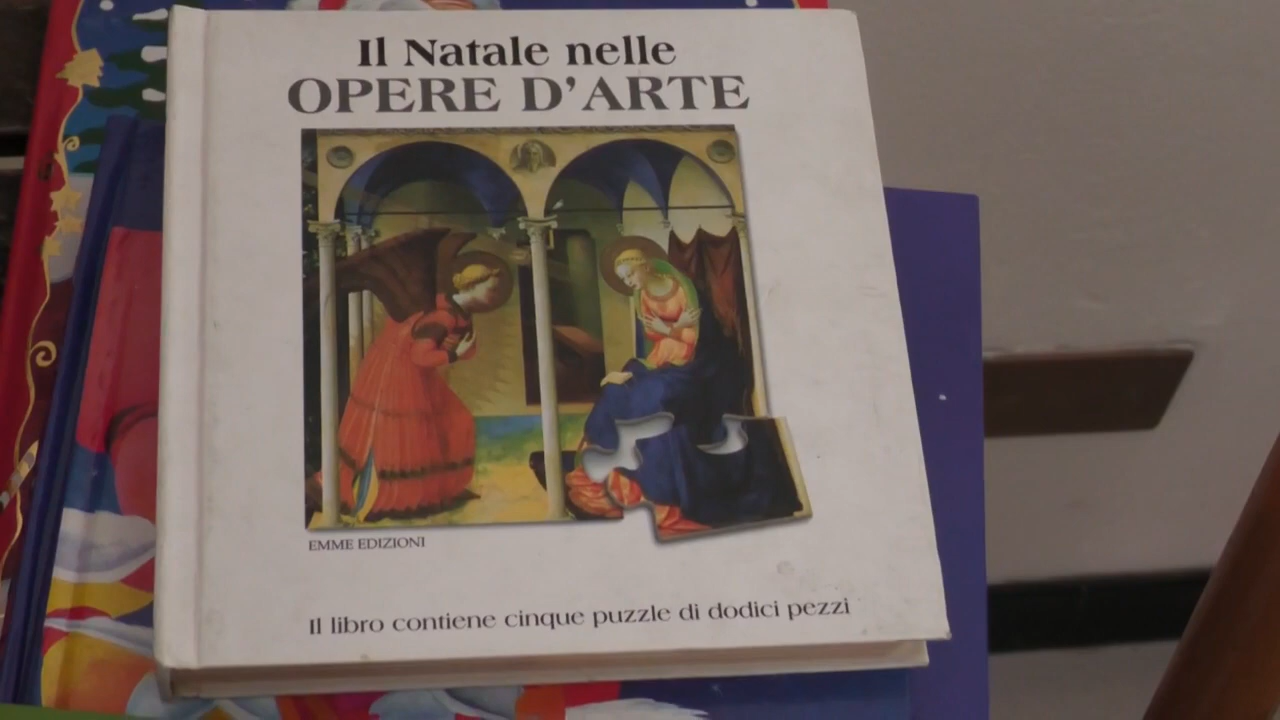 Il Natale nelle
OPERE D'ARTE
EMME EDIZIONI
Il libro contiene cinque puzzle di dodici pezzi